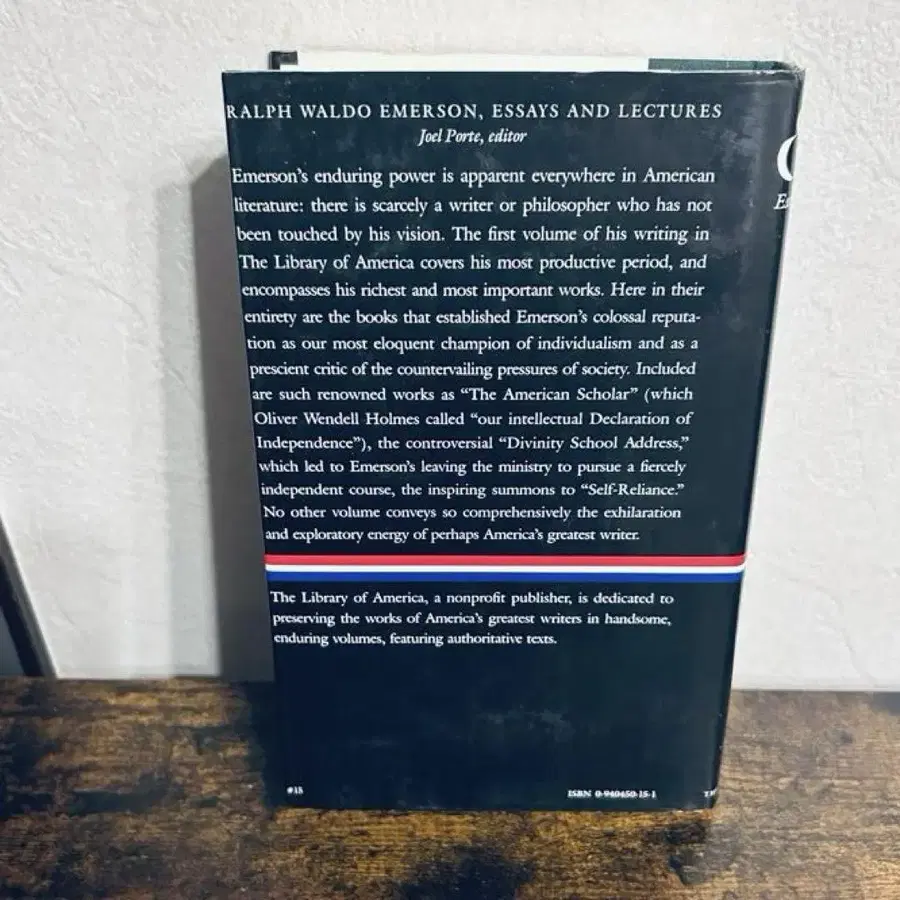 RALPH WALDO EMERSON, ESSAYS AND LECTURES
Joel Porte, editor
Emerson's enduring power is apparent everywhere in American
literature: there is scarcely a writer or philosopher who has not
been touched by his vision. The first volume of his writing in
The Library of America covers his most productive period, and
encompasses his richest and most important works. Here in their
entirety are the books that established Emerson's colossal reputa-
tion as our most eloquent champion of individualism and as a
prescient critic of the countervailing pressures of society. Included
are such renowned works as "The American Scholar" (which
Oliver Wendell Holmes called "our intellectual Declaration of
Independence"), the controversial "Divinity School Address,"
which led to Emerson's leaving the ministry to pursue a fiercely
independent course, the inspiring summons to "Self-Reliance."
No other volume conveys so comprehensively the exhilaration
and exploratory energy of perhaps America's greatest writer.
The Library of America, a nonprofit publisher, is dedicated to
preserving the works of America's greatest writers in handsome,
enduring volumes, featuring authoritative texts.
#15
ISBN 0-940450-15-1